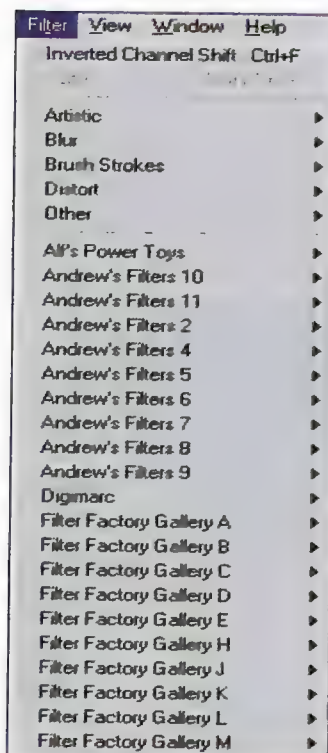 Filter View Window Help
Inverted Channel Shift Ctrl+F
Artistic
Blur
Brush Strokes
Distort
Other
Alf's Power Toys
Andrew's Filters 10
Andrew's Filters 11
Andrew's Filters 2
Andrew's Filters 4
Andrew's Filters 5
Andrew's Filters 6
Andrew's Filters 7
Andrew's Filters 8
Andrew's Filters 9
Digimarc
Filter Factory Gallery A
Filter Factory Gallery B
Filter Factory Gallery C
Filter Factory Gallery D
Filter Factory Gallery E
Filter Factory Gallery H
Filter Factory Gallery J
Filter Factory Gallery K
Filter Factory Gallery L
Filter Factory Gallery M